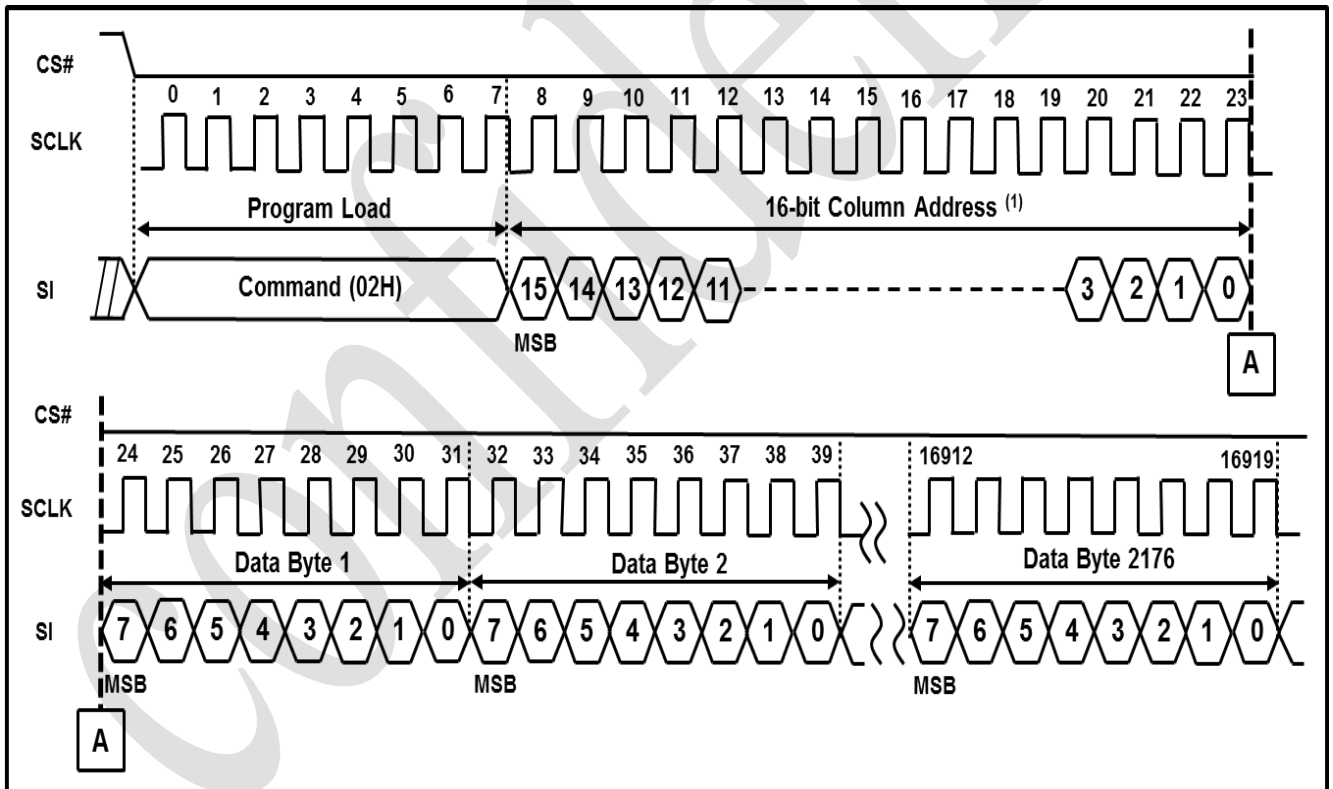 CS#
0 1 2 3 4 5 6 7 8 9 10 11 12 13 14 15 16 17 18 19 20 21 22 23
SCLK
Program Load 16-bit Column Address (1)
SI Command (02H) 15 14 13 12 11 3 2 1 0
MSB
A
CS#
24 25 26 27 28 29 30 31 32 33 34 35 36 37 38 39 16912 16919
SCLK
Data Byte 1 Data Byte 2 Data Byte 2176
SI 7 6 5 4 3 2 1 0 7 6 5 4 3 2 1 0 7 6 5 4 3 2 1 0
MSB MSB MSB
A
confiden